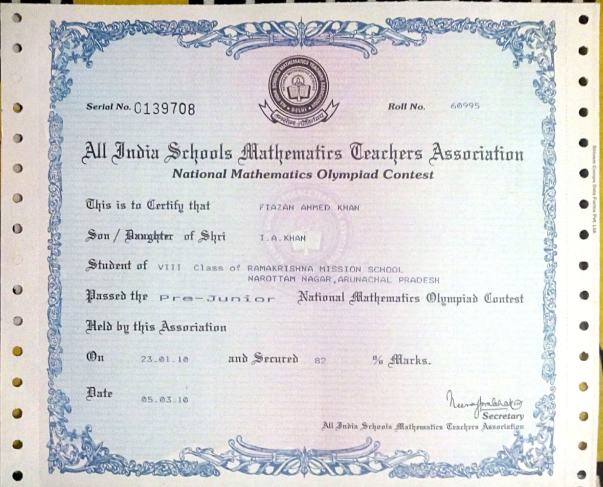 Serial No. 0139708
Roll No. 60995
All India Schools Mathematics Teachers Association
National Mathematics Olympiad Contest
This is to Certify that FIAZAN AHMED KHAN
Son / Daughter of Shri I.A.KHAN
Student of VIII Class of RAMAKRISHNA MISSION SCHOOL
NAROTTAM NAGAR,ARUNACHAL PRADESH
Passed the Pre-Junior National Mathematics Olympiad Contest
Held by this Association
On 23.01.10 and Secured 82 % Marks.
Date 05.03.10
Secretary
All India Schools Mathematics Teachers Association